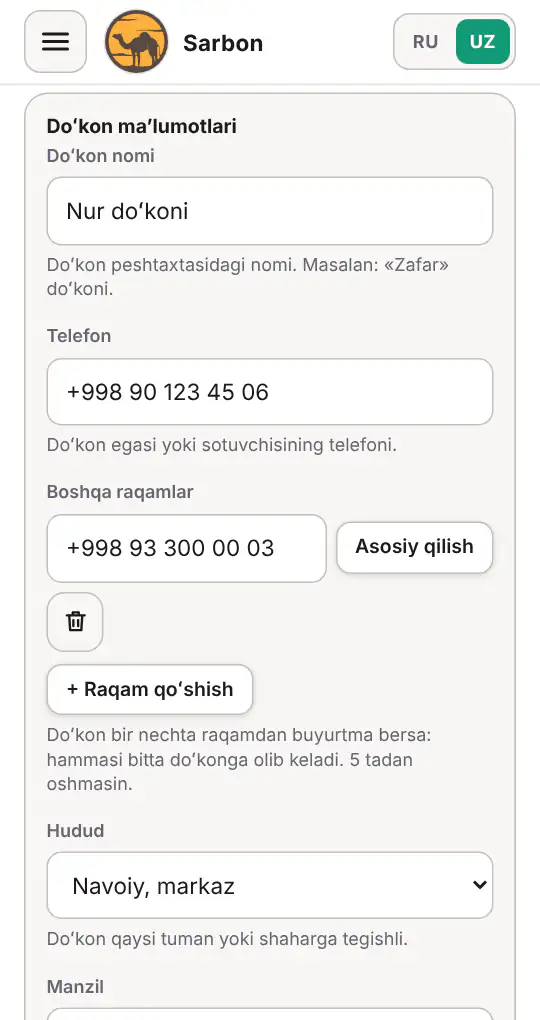 Sarbon
RU
UZ
Doʻkon maʼlumotlari
Doʻkon nomi
Nur doʻkoni
Doʻkon peshtaxtasidagi nomi. Masalan: «Zafar»
doʻkoni.
Telefon
+998 90 123 45 06
Doʻkon egasi yoki sotuvchisining telefoni.
Boshqa raqamlar
+998 93 300 00 03
Asosiy qilish
+ Raqam qoʻshish
Doʻkon bir nechta raqamdan buyurtma bersa:
hammasi bitta doʻkonga olib keladi. 5 tadan
oshmasin.
Hudud
Navoiy, markaz
Doʻkon qaysi tuman yoki shaharga tegishli.
Manzil